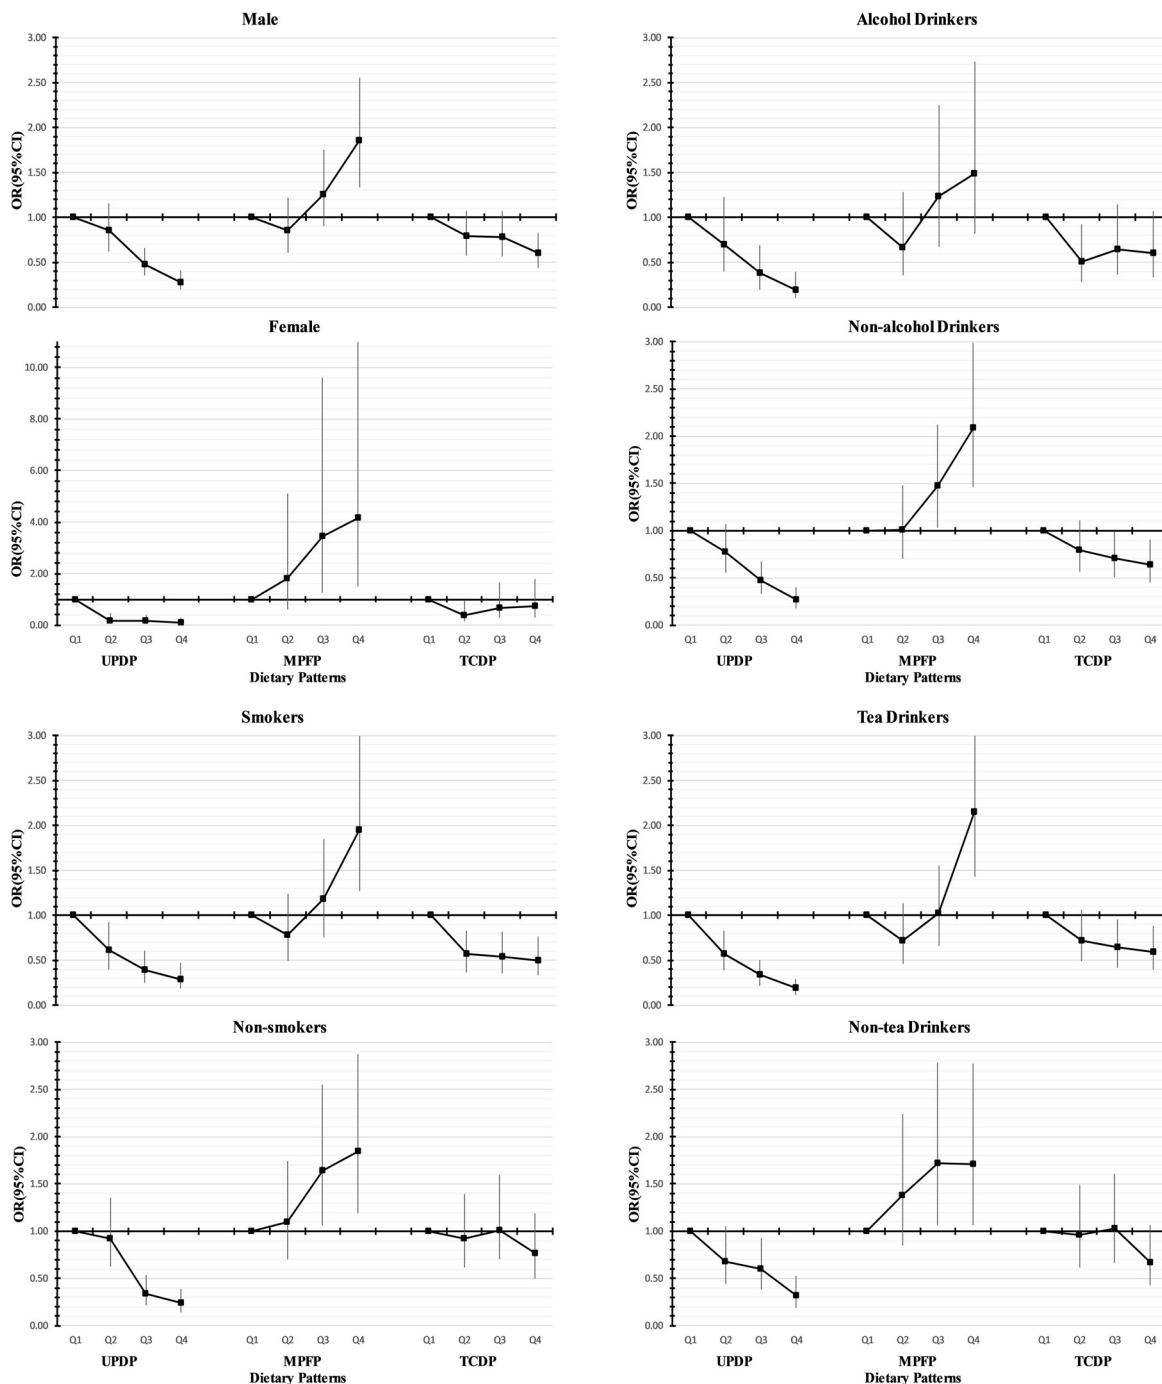 Male
3.00
2.50
2.00
1.50
1.00
0.50
0.00
OR(95%CI)
Female
10.00
8.00
6.00
4.00
2.00
0.00
OR(95%CI)
Q1 Q2 Q3 Q4 Q1 Q2 Q3 Q4 Q1 Q2 Q3 Q4
UPDP MPFP TCDP
Dietary Patterns
Alcohol Drinkers
3.00
2.50
2.00
1.50
1.00
0.50
0.00
OR(95%CI)
Non-alcohol Drinkers
3.00
2.50
2.00
1.50
1.00
0.50
0.00
OR(95%CI)
Q1 Q2 Q3 Q4 Q1 Q2 Q3 Q4 Q1 Q2 Q3 Q4
UPDP MPFP TCDP
Dietary Patterns
Smokers
3.00
2.50
2.00
1.50
1.00
0.50
0.00
OR(95%CI)
Non-smokers
3.00
2.50
2.00
1.50
1.00
0.50
0.00
OR(95%CI)
Q1 Q2 Q3 Q4 Q1 Q2 Q3 Q4 Q1 Q2 Q3 Q4
UPDP MPFP TCDP
Dietary Patterns
Tea Drinkers
3.00
2.50
2.00
1.50
1.00
0.50
0.00
OR(95%CI)
Non-tea Drinkers
3.00
2.50
2.00
1.50
1.00
0.50
0.00
OR(95%CI)
Q1 Q2 Q3 Q4 Q1 Q2 Q3 Q4 Q1 Q2 Q3 Q4
UPDP MPFP TCDP
Dietary Patterns